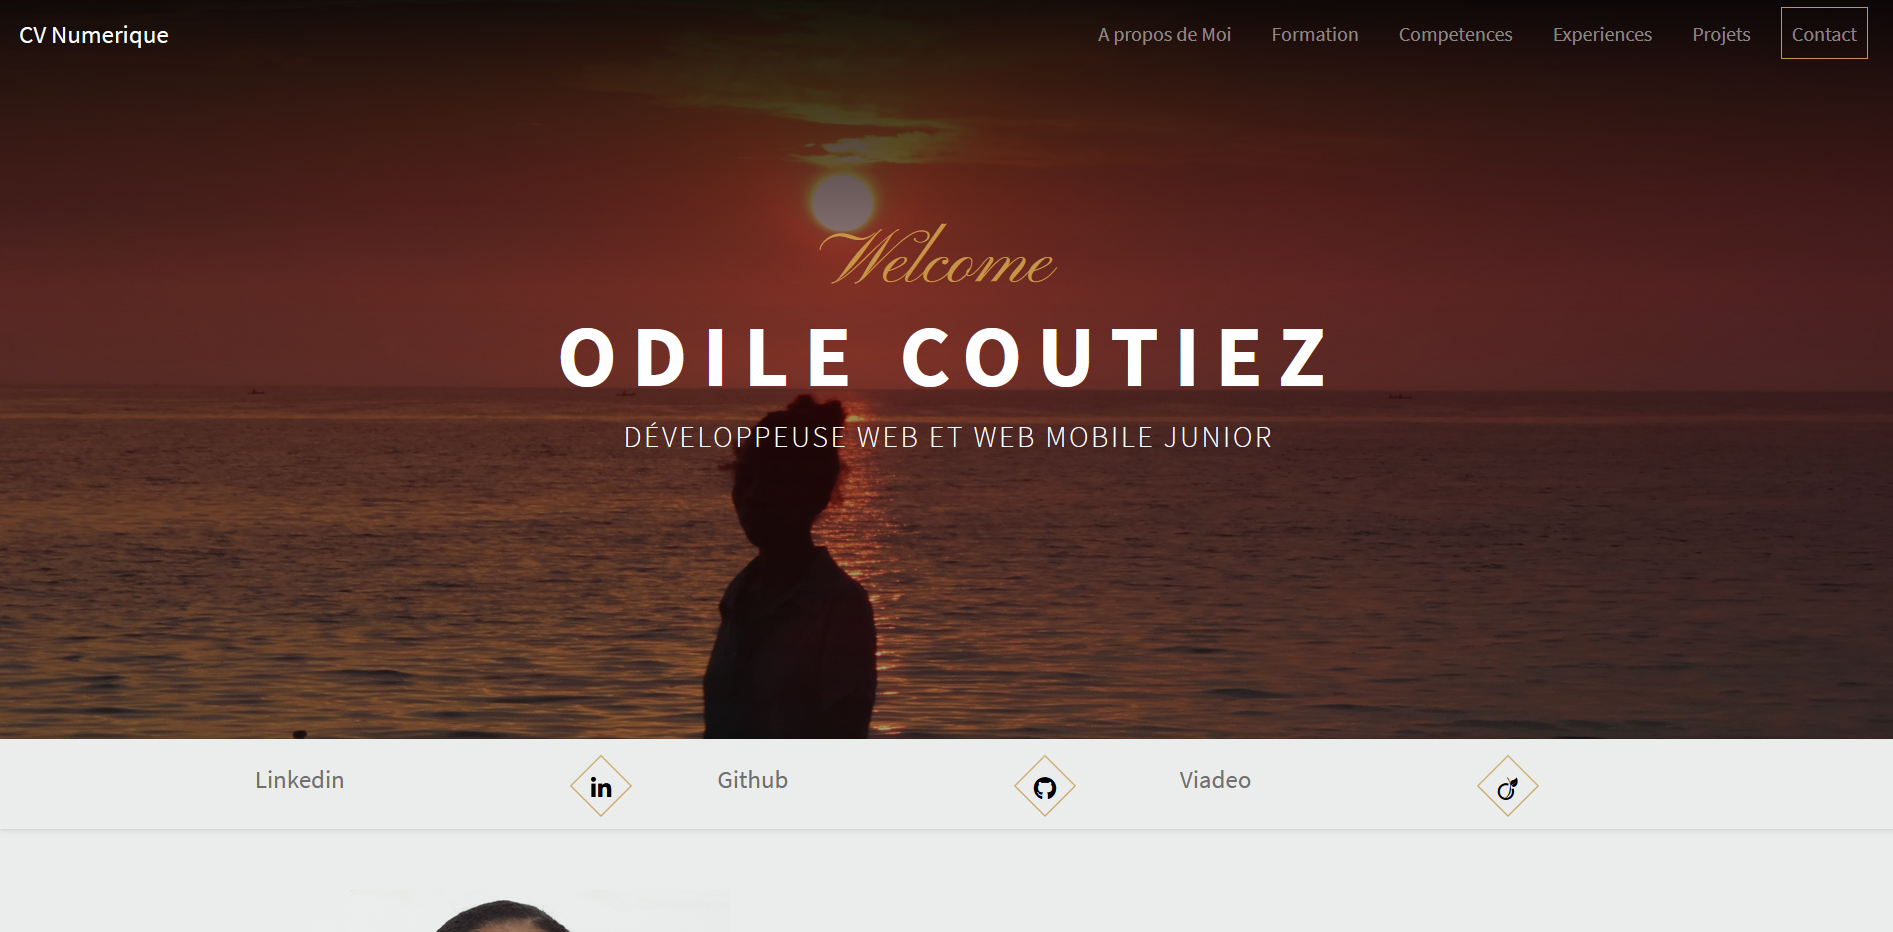 CV Numerique
A propos de Moi Formation Competences Experiences Projets Contact
Welcome
ODILE COUTIEZ
DÉVELOPPEUSE WEB ET WEB MOBILE JUNIOR
Linkedin in Github Viadeo